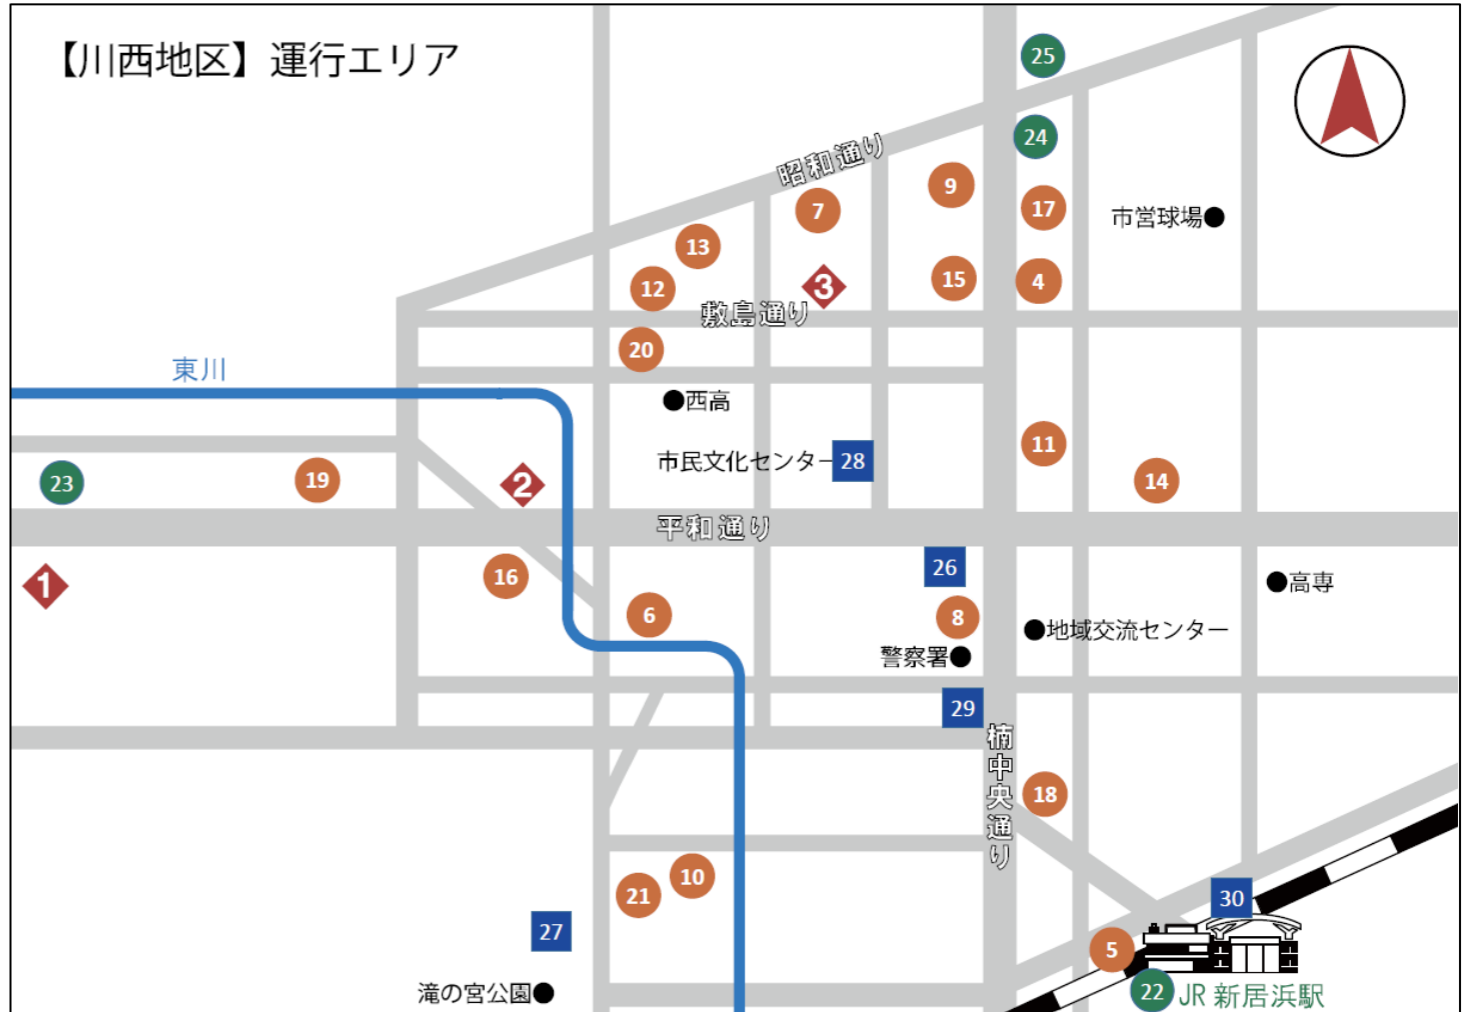 【川西地区】運行エリア
25
24
昭和通り
9
7
17
市営球場
13
12
3
15
4
敷島通り
20
東川
西高
市民文化センター
28
11
14
23
19
2
平和通り
1
16
26
高専
6
8
地域交流センター
警察署
29
楠中央通り
18
10
21
30
27
5
滝の宮公園
22
JR 新居浜駅